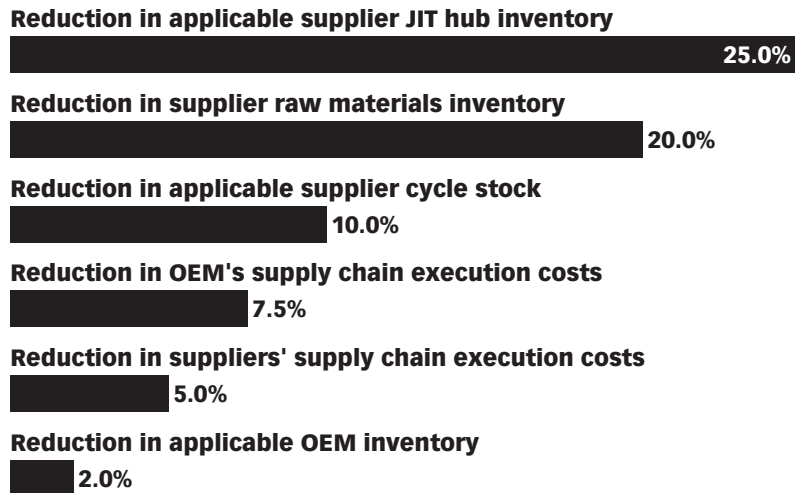 Reduction in applicable supplier JIT hub inventory
25.0%
Reduction in supplier raw materials inventory
20.0%
Reduction in applicable supplier cycle stock
10.0%
Reduction in OEM's supply chain execution costs
7.5%
Reduction in suppliers' supply chain execution costs
5.0%
Reduction in applicable OEM inventory
2.0%